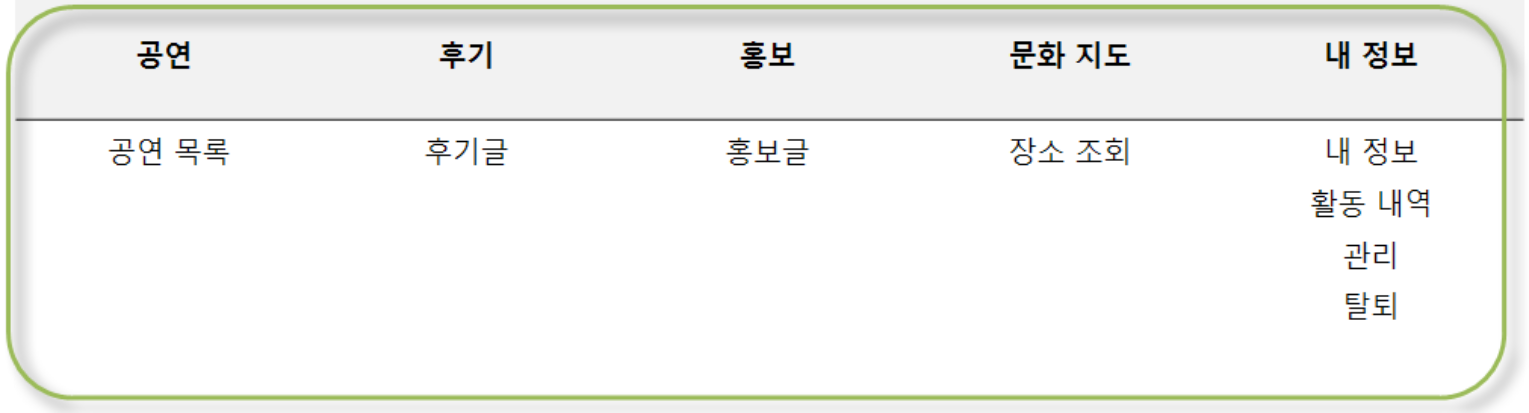 공연 후기 홍보 문화 지도 내 정보
공연 목록 후기글 홍보글 장소 조회 내 정보
활동 내역
관리
탈퇴